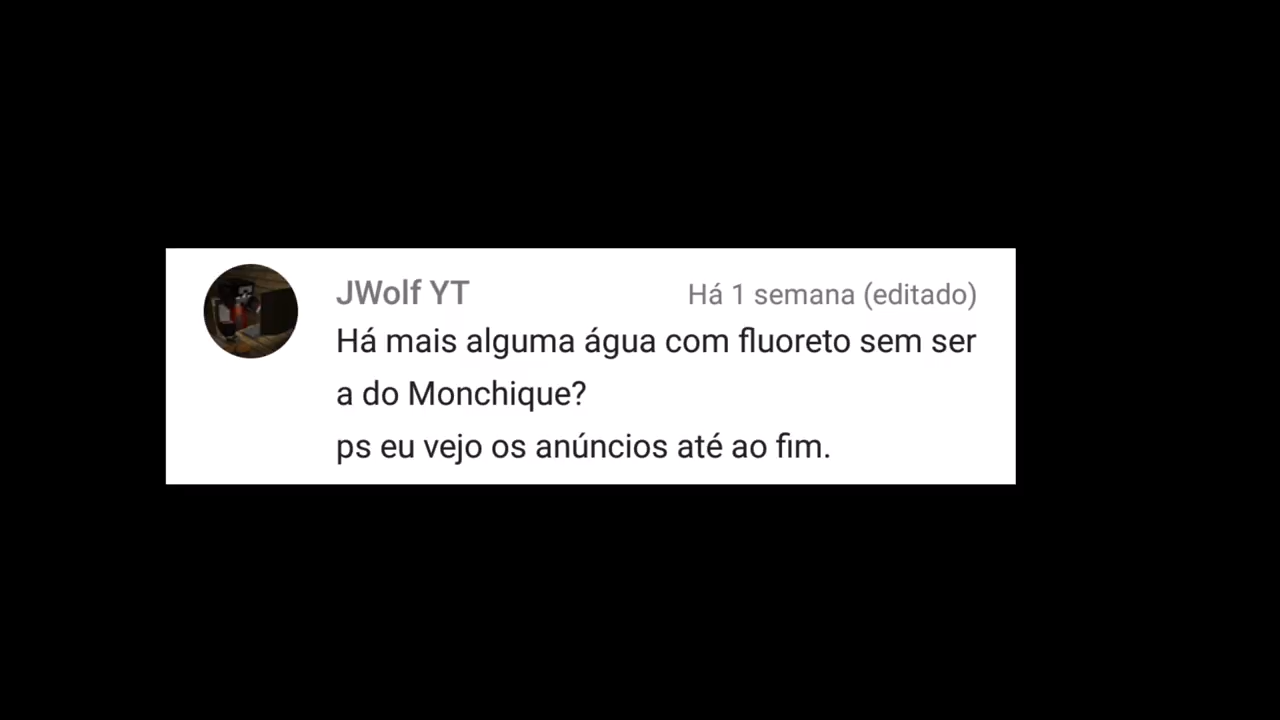 JWolf YT Há 1 semana (editado)
Há mais alguma água com fluoreto sem ser
a do Monchique?
ps eu vejo os anúncios até ao fim.